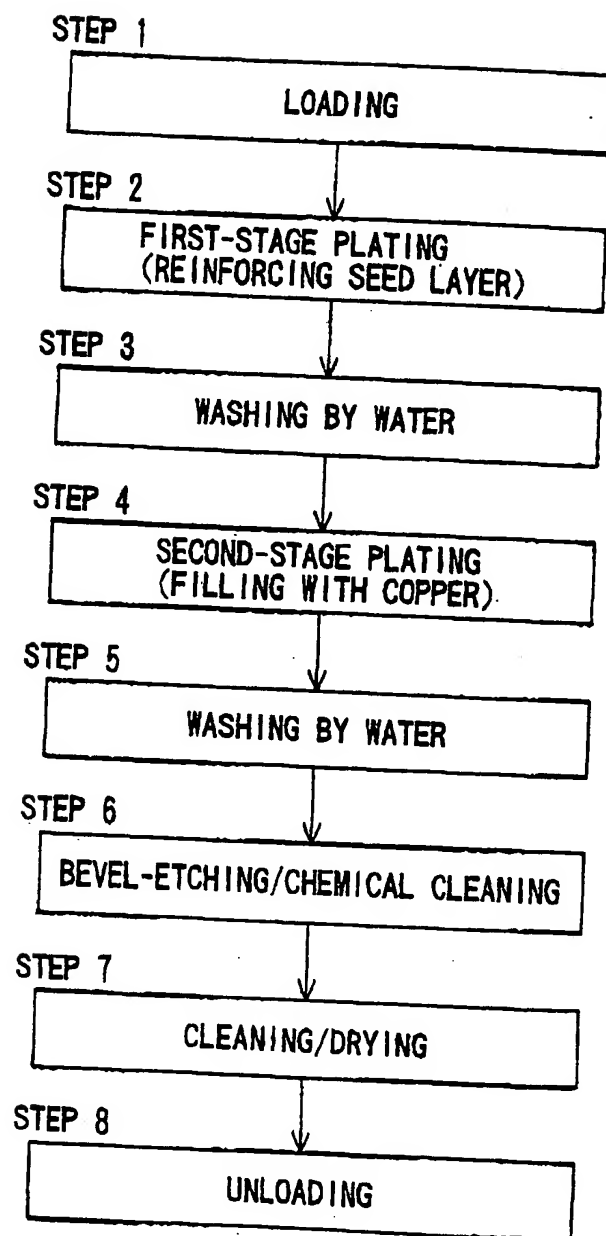 STEP 1
LOADING
STEP 2
FIRST-STAGE PLATING
(REINFORCING SEED LAYER)
STEP 3
WASHING BY WATER
STEP 4
SECOND-STAGE PLATING
(FILLING WITH COPPER)
STEP 5
WASHING BY WATER
STEP 6
BEVEL-ETCHING/CHEMICAL CLEANING
STEP 7
CLEANING/DRYING
STEP 8
UNLOADING